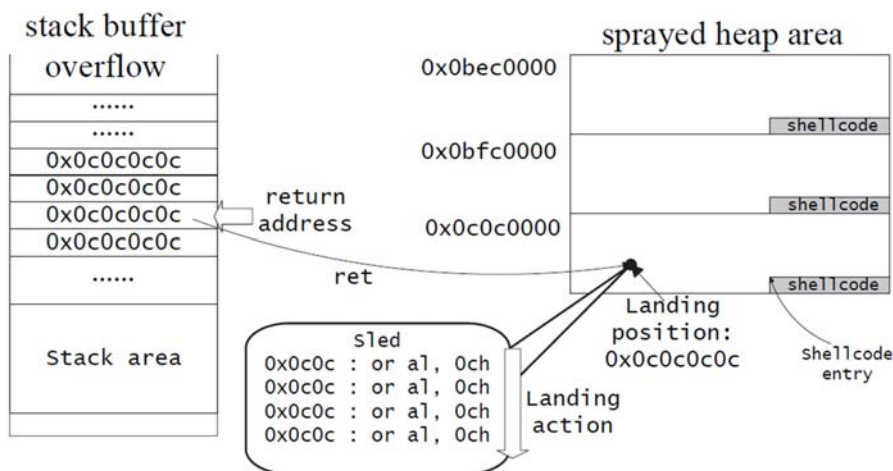 stack buffer
overflow
......
......
0x0c0c0c0c
0x0c0c0c0c
0x0c0c0c0c
0x0c0c0c0c
......
Stack area
return
address
ret
sprayed heap area
0x0bec0000
shellcode
0x0bfc0000
shellcode
0x0c0c0000
shellcode
Landing
position:
0x0c0c0c0c
Shellcode
entry
Sled
0x0c0c : or al, 0ch
0x0c0c : or al, 0ch
0x0c0c : or al, 0ch
0x0c0c : or al, 0ch
Landing
action